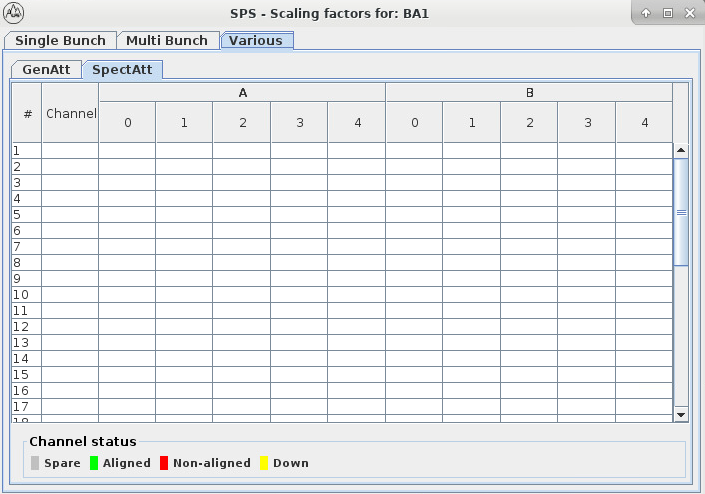 SPS - Scaling factors for: BA1
Single Bunch Multi Bunch Various
GenAtt SpectAtt
# Channel A B
0 1 2 3 4 0 1 2 3 4
1
2
3
4
5
6
7
8
9
10
11
12
13
14
15
16
17
18
Channel status
Spare Aligned Non-aligned Down